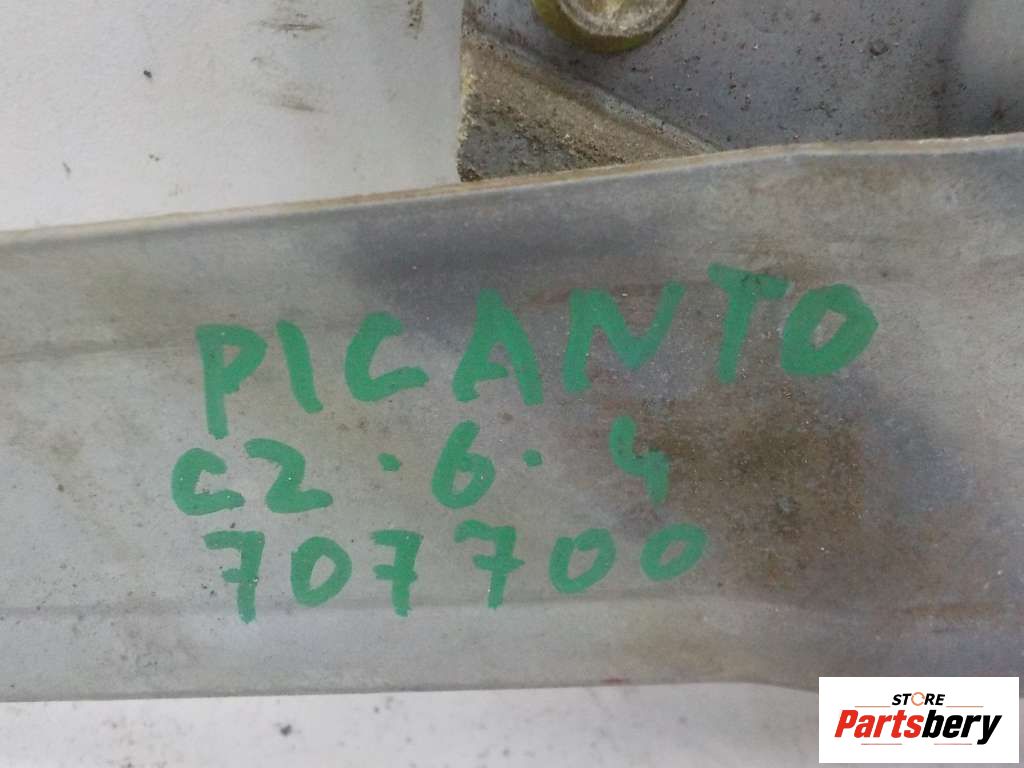 PICANTO
C2.6.4
707700
STORE
Partsbery